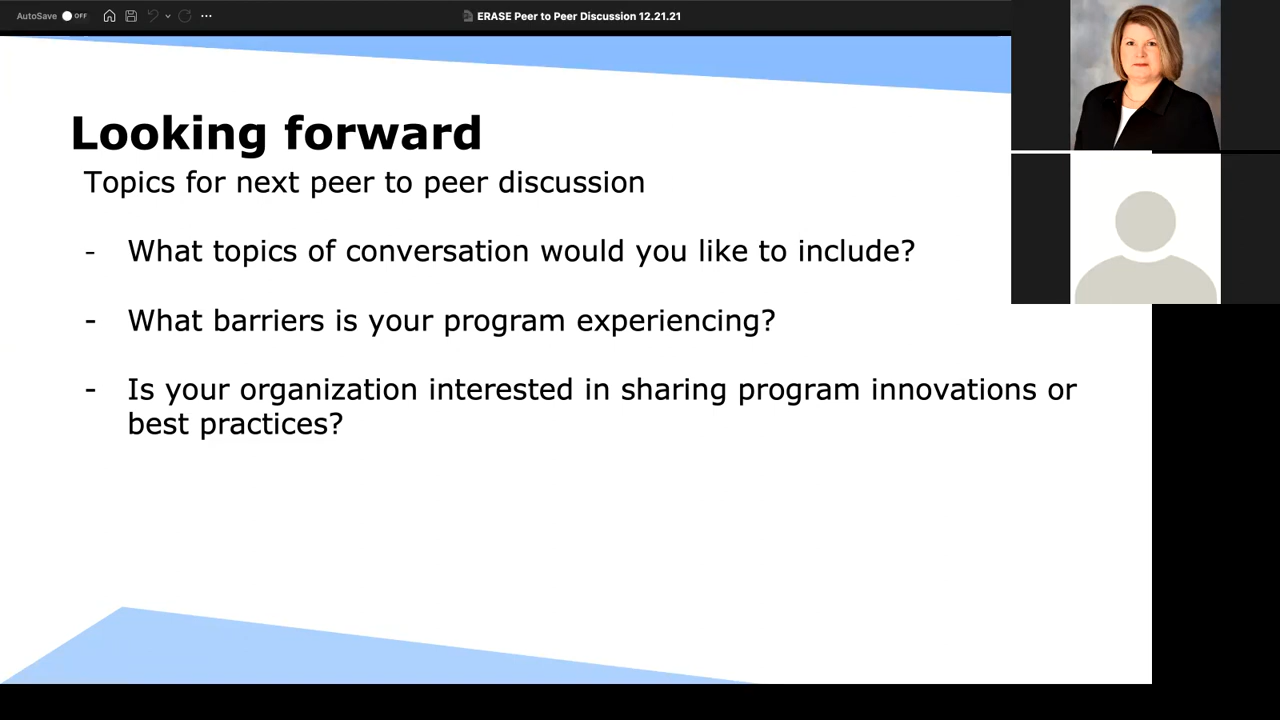 AutoSave OFF
ERASE Peer to Peer Discussion 12.21.21
Looking forward
Topics for next peer to peer discussion
- What topics of conversation would you like to include?
- What barriers is your program experiencing?
- Is your organization interested in sharing program innovations or
best practices?